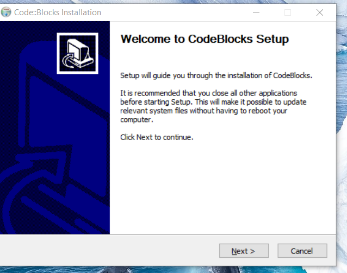 Code::Blocks Installation
Welcome to CodeBlocks Setup
Setup will guide you through the installation of CodeBlocks.
It is recommended that you close all other applications
before starting Setup. This will make it possible to update
relevant system files without having to reboot your
computer.
Click Next to continue.
Next >
Cancel